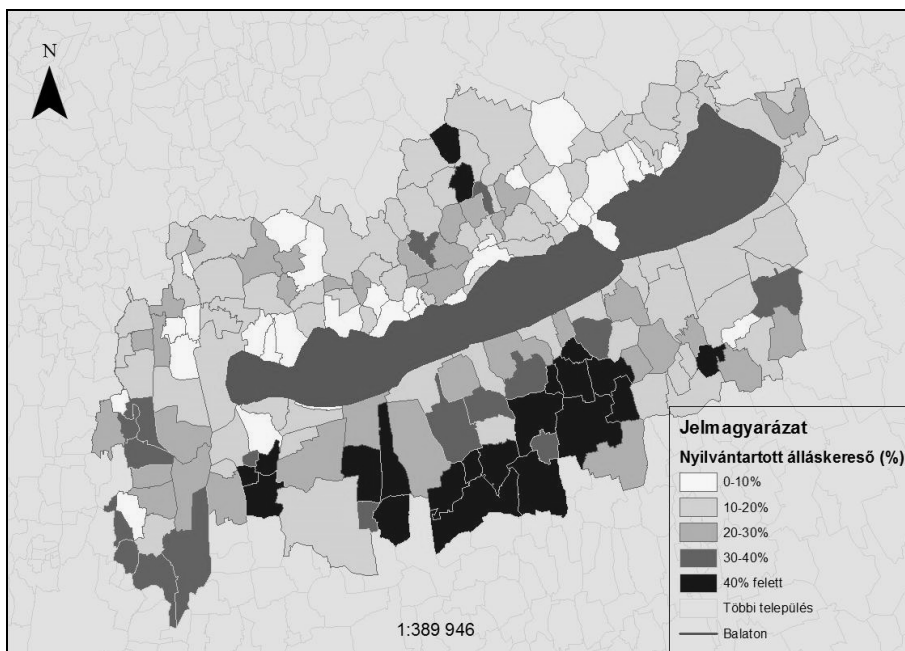 N
Jelmagyarázat
Nyilvántartott álláskereső (%)
0-10%
10-20%
20-30%
30-40%
40% felett
Többi település
Balaton
1:389 946